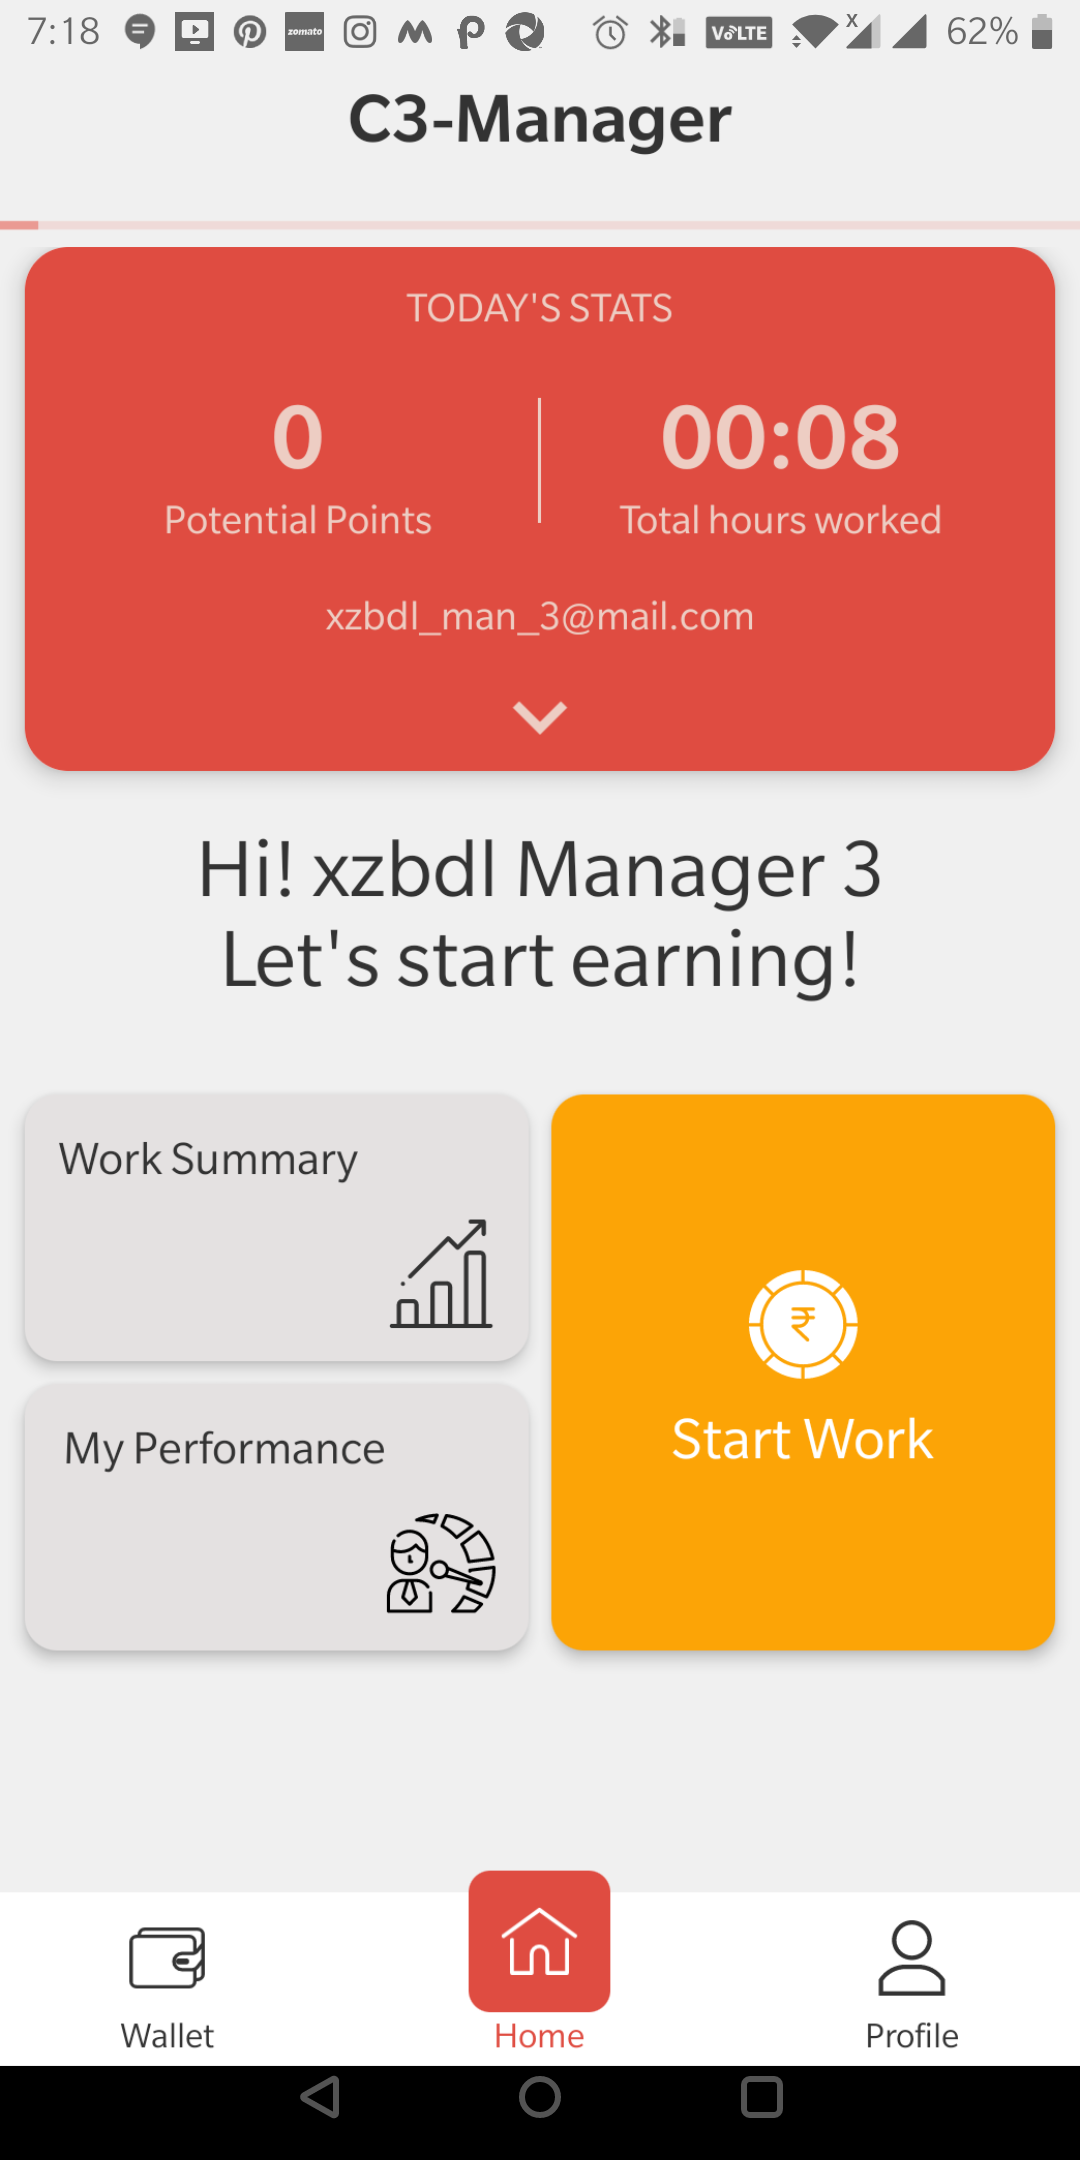 7:18 zomato VoLTE x 62%
C3-Manager
TODAY'S STATS
0 00:08
Potential Points Total hours worked
xzbdl_man_3@mail.com
Hi! xzbdl Manager 3
Let's start earning!
Work Summary
₹
Start Work
My Performance
Wallet Home Profile